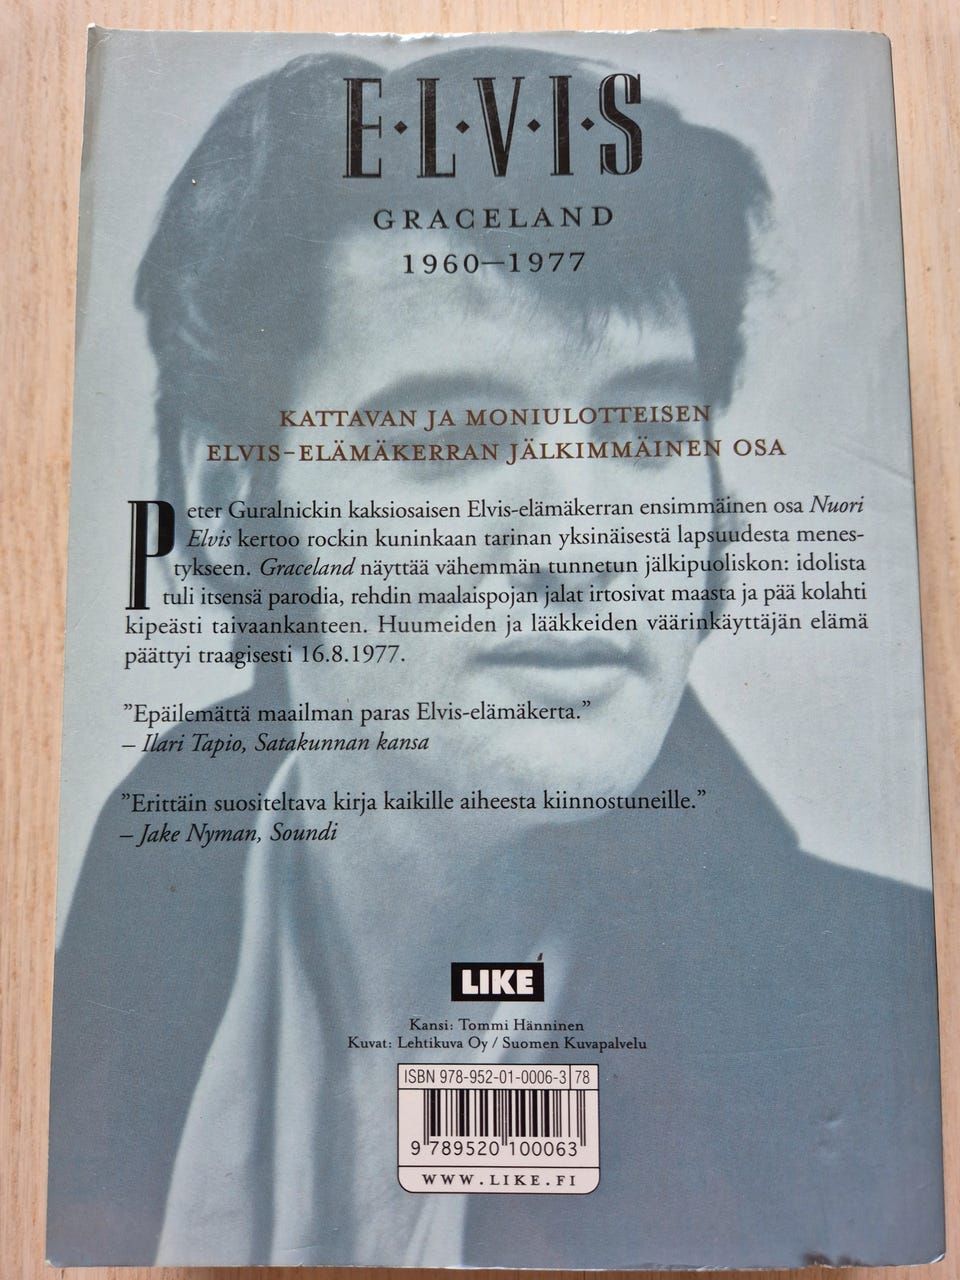 E·L·V·I·S
GRACELAND
1960–1977
KATTAVAN JA MONIULOTTEISEN
ELVIS-ELÄMÄKERRAN JÄLKIMMÄINEN OSA
Peter Guralnickin kaksiosaisen Elvis-elämäkerran ensimmäinen osa Nuori
Elvis kertoo rockin kuninkaan tarinan yksinäisestä lapsuudesta menes-
tykseen. Graceland näyttää vähemmän tunnetun jälkipuoliskon: idolista
tuli itsensä parodia, rehdin maalaispojan jalat irtosivat maasta ja pää kolahti
kipeästi taivaankanteen. Huumeiden ja lääkkeiden väärinkäyttäjän elämä
päättyi traagisesti 16.8.1977.
”Epäilemättä maailman paras Elvis-elämäkerta.”
– Ilari Tapio, Satakunnan kansa
”Erittäin suositeltava kirja kaikille aiheesta kiinnostuneille.”
– Jake Nyman, Soundi
LIKE
Kansi: Tommi Hänninen
Kuvat: Lehtikuva Oy / Suomen Kuvapalvelu
ISBN 978-952-01-0006-3 78
9 789520 100063
WWW.LIKE.FI